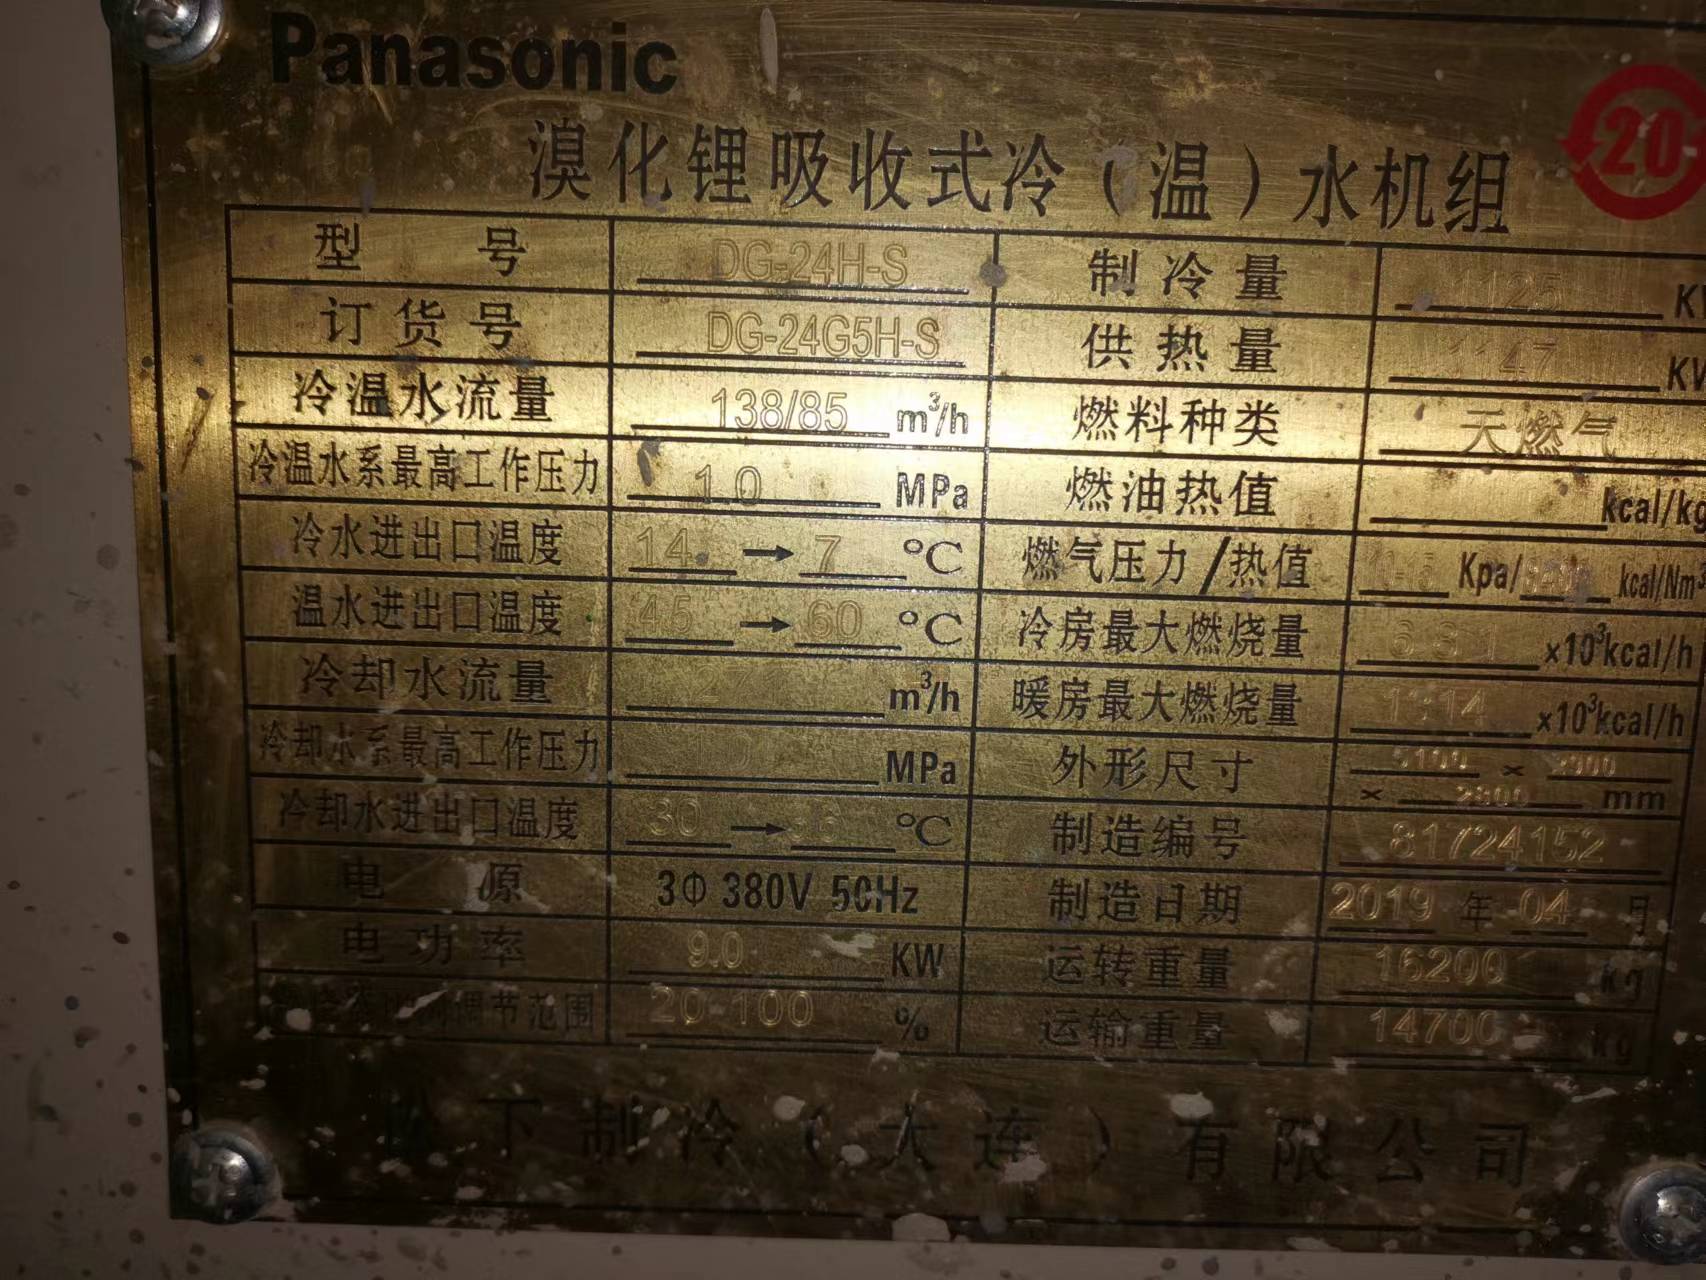 Panasonic
20
溴化锂吸收式冷（温）水机组
型 号 DG-24H-S 制冷量 1125 KW
订货号 DG-24G5H-S 供热量 1147 KW
冷温水流量 138/85 m³/h 燃料种类 天燃气
冷温水系最高工作压力 1.0 MPa 燃油热值 kcal/kg
冷水进出口温度 14 → 7 ℃ 燃气压力/热值 Kpa/ kcal/Nm³
温水进出口温度 45 → 60 ℃ 冷房最大燃烧量 ×10³kcal/h
冷却水流量 m³/h 暖房最大燃烧量 1314 ×10³kcal/h
冷却水系最高工作压力 MPa 外形尺寸 5100 × ×
2800 mm
冷却水进出口温度 30 → 36 ℃ 制造编号 81724152
电 源 3Φ 380V 50Hz 制造日期 2019 年 04 月
电功率 9.0 KW 运转重量 16200 kg
调节范围 20-100 % 运输重量 14700 kg
松下制冷（大连）有限公司